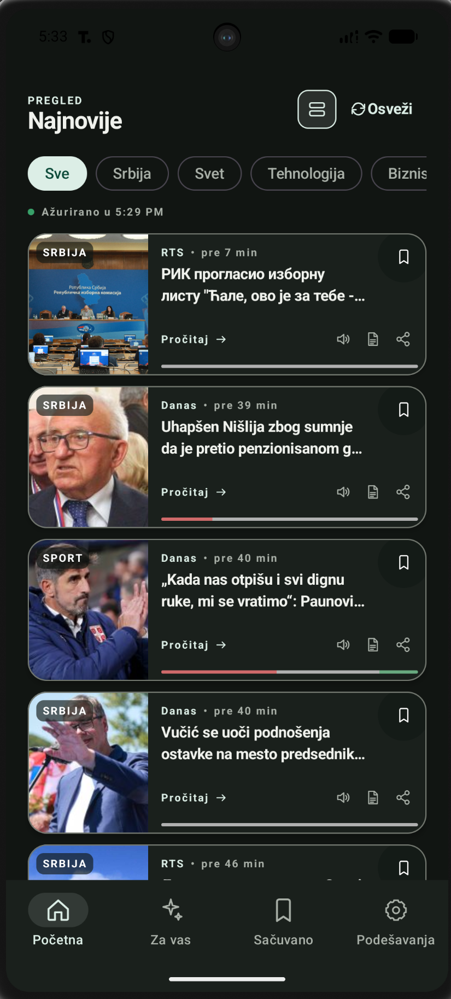 5:33 T.
PREGLED
Najnovije
Osveži
Sve Srbija Svet Tehnologija Biznis
Ažurirano u 5:29 PM
SRBIJA
RTS • pre 7 min
Република Србија
Републичка изборна комисија
РИК прогласио изборну
листу "Ћале, ово је за тебе -...
Pročitaj →
SRBIJA
Danas • pre 39 min
Uhapšen Nišlija zbog sumnje
da je pretio penzionisanom g...
Pročitaj →
SPORT
Danas • pre 40 min
„Kada nas otpišu i svi dignu
ruke, mi se vratimo“: Paunovi...
Pročitaj →
SRBIJA
Danas • pre 40 min
Vučić se uoči podnošenja
ostavke na mesto predsednik...
Pročitaj →
SRBIJA
RTS • pre 46 min
Početna Za vas Sačuvano Podešavanja